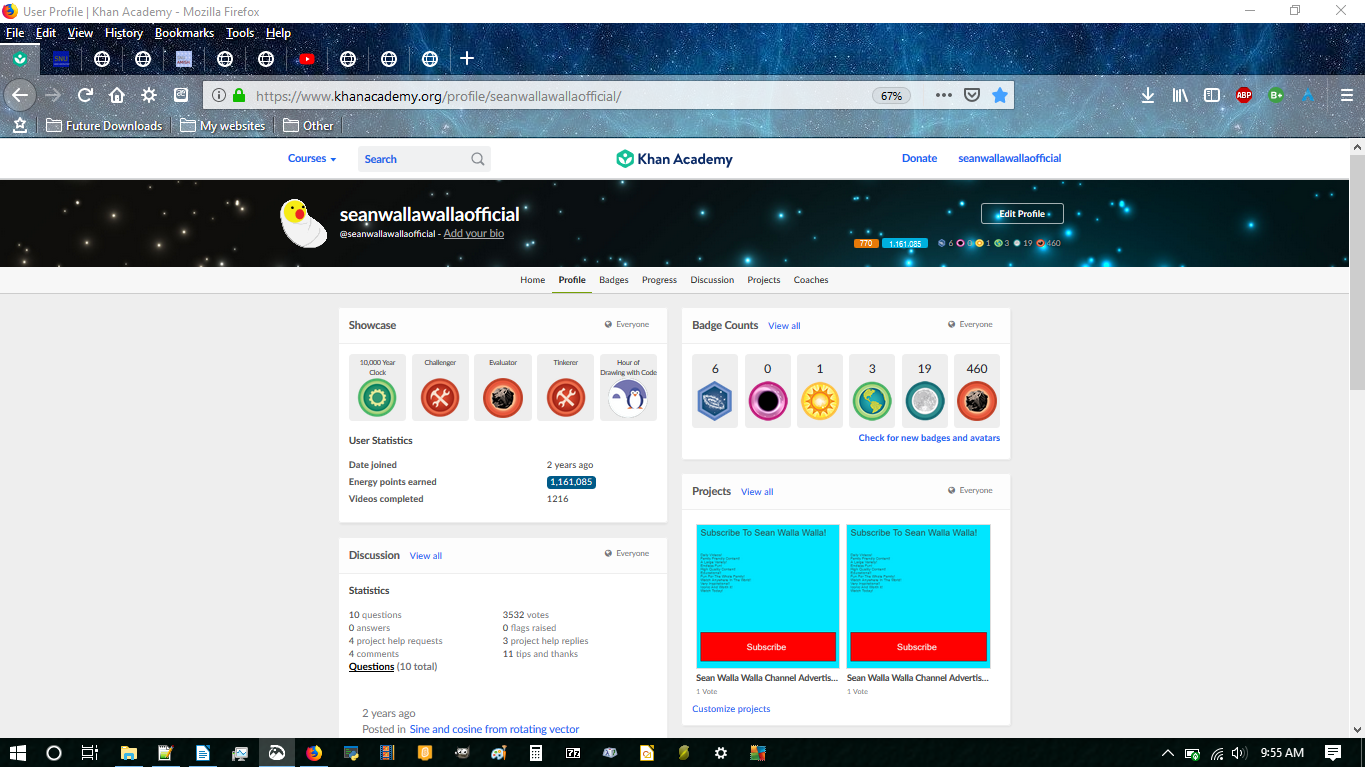 User Profile | Khan Academy - Mozilla Firefox
File Edit View History Bookmarks Tools Help
SNU
https://www.khanacademy.org/profile/seanwallawallaofficial/ 67% ABP B+
Future Downloads My websites Other
Courses Search Khan Academy Donate seanwallawallaofficial
seanwallawallaofficial
Edit Profile
@seanwallawallaofficial - Add your bio
770 1,161,085 6 0 1 3 19 460
Home Profile Badges Progress Discussion Projects Coaches
Showcase Everyone
10,000 Year Clock
Challenger
Evaluator
Tinkerer
Hour of Drawing with Code
User Statistics
Date joined 2 years ago
Energy points earned 1,161,085
Videos completed 1216
Badge Counts View all Everyone
6 0 1 3 19 460
Check for new badges and avatars
Discussion View all Everyone
Statistics
10 questions 3532 votes
0 answers 0 flags raised
4 project help requests 3 project help replies
4 comments 11 tips and thanks
Questions (10 total)
2 years ago
Posted in Sine and cosine from rotating vector
Projects View all Everyone
Subscribe To Sean Walla Walla!
Subscribe
Sean Walla Walla Channel Advertis...
1 Vote
Subscribe To Sean Walla Walla!
Subscribe
Sean Walla Walla Channel Advertis...
1 Vote
Customize projects
9:55 AM